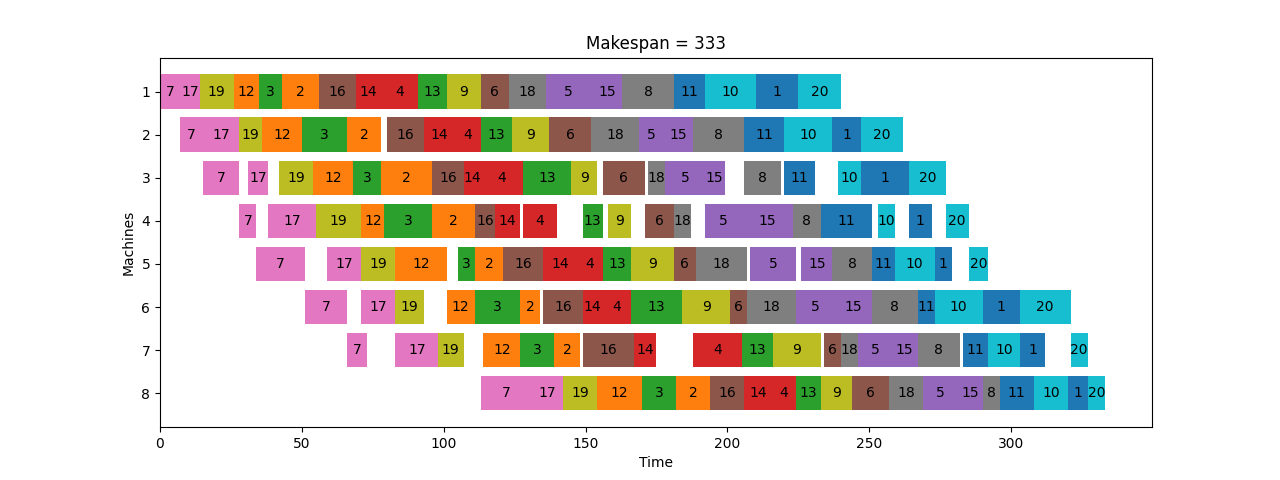 Makespan = 333
1 7 17 19 12 3 2 16 14 4 13 9 6 18 5 15 8 11 10 1 20
2 7 17 19 12 3 2 16 14 4 13 9 6 18 5 15 8 11 10 1 20
3 7 17 19 12 3 2 16 14 4 13 9 6 18 5 15 8 11 10 1 20
4 7 17 19 12 3 2 16 14 4 13 9 6 18 5 15 8 11 10 1 20
5 7 17 19 12 3 2 16 14 4 13 9 6 18 5 15 8 11 10 1 20
6 7 17 19 12 3 2 16 14 4 13 9 6 18 5 15 8 11 10 1 20
7 7 17 19 12 3 2 16 14 4 13 9 6 18 5 15 8 11 10 1 20
8 7 17 19 12 3 2 16 14 4 13 9 6 18 5 15 8 11 10 1 20
Machines
0 50 100 150 200 250 300
Time